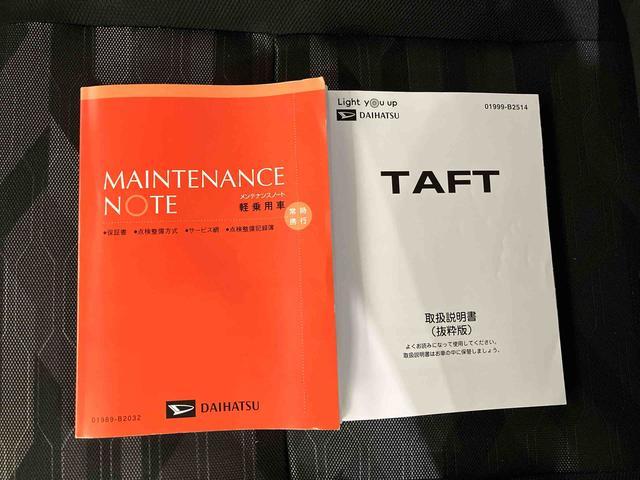 MAINTENANCE
NOTE
メンテナンスノート
軽乗用車
常時
携行
●保証書 ●点検整備方式 ●サービス網 ●点検整備記録簿
01989-B2032
DAIHATSU
Light you up
DAIHATSU
01999-B2514
TAFT
取扱説明書
（抜粋版）
よくお読みになって使用してください。
取扱説明書はお車の中に保管しましょう。